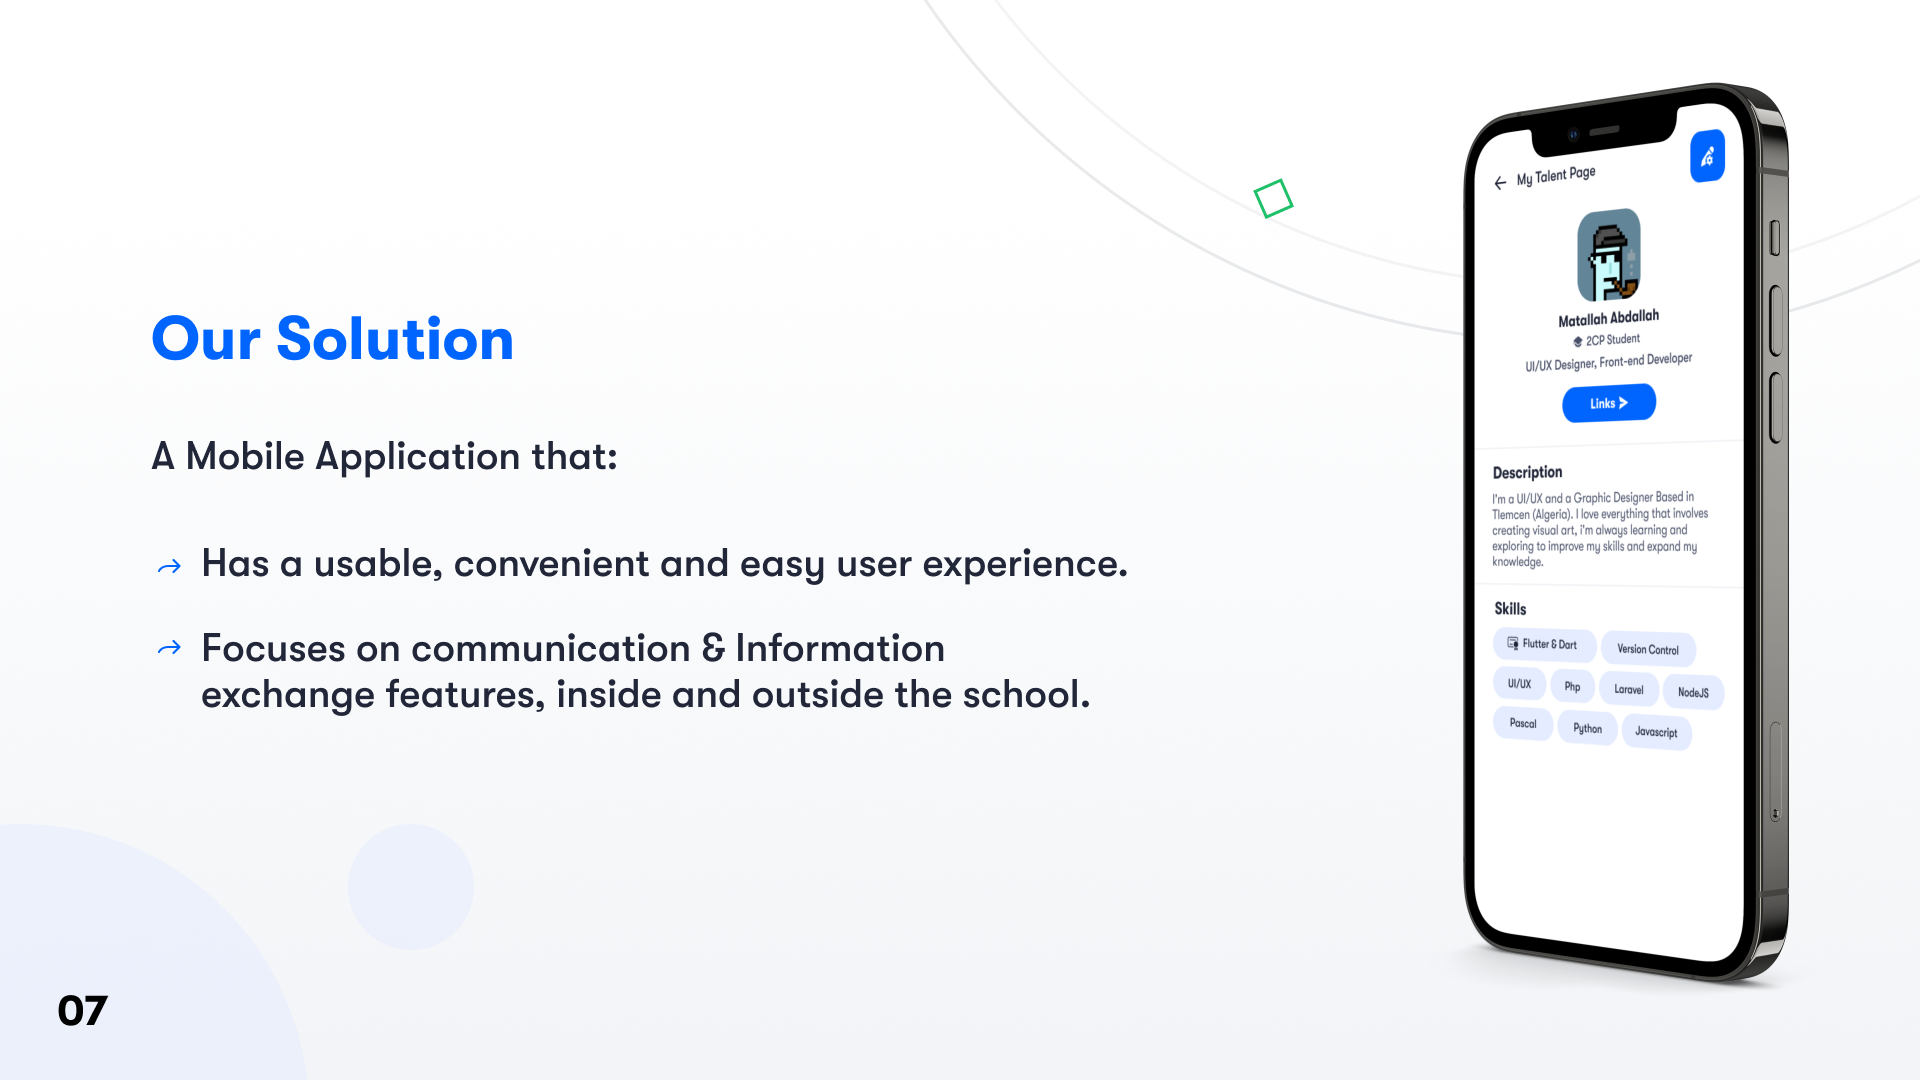 Our Solution
A Mobile Application that:
Has a usable, convenient and easy user experience.
Focuses on communication & Information
exchange features, inside and outside the school.
07
My Talent Page
Matallah Abdallah
2CP Student
UI/UX Designer, Front-end Developer
Links
Description
I'm a UI/UX and a Graphic Designer Based in
Tlemcen (Algeria). I love everything that involves
creating visual art, i'm always learning and
exploring to improve my skills and expand my
knowledge.
Skills
Flutter & Dart
Version Control
UI/UX
Php
Laravel
NodeJS
Pascal
Python
Javascript